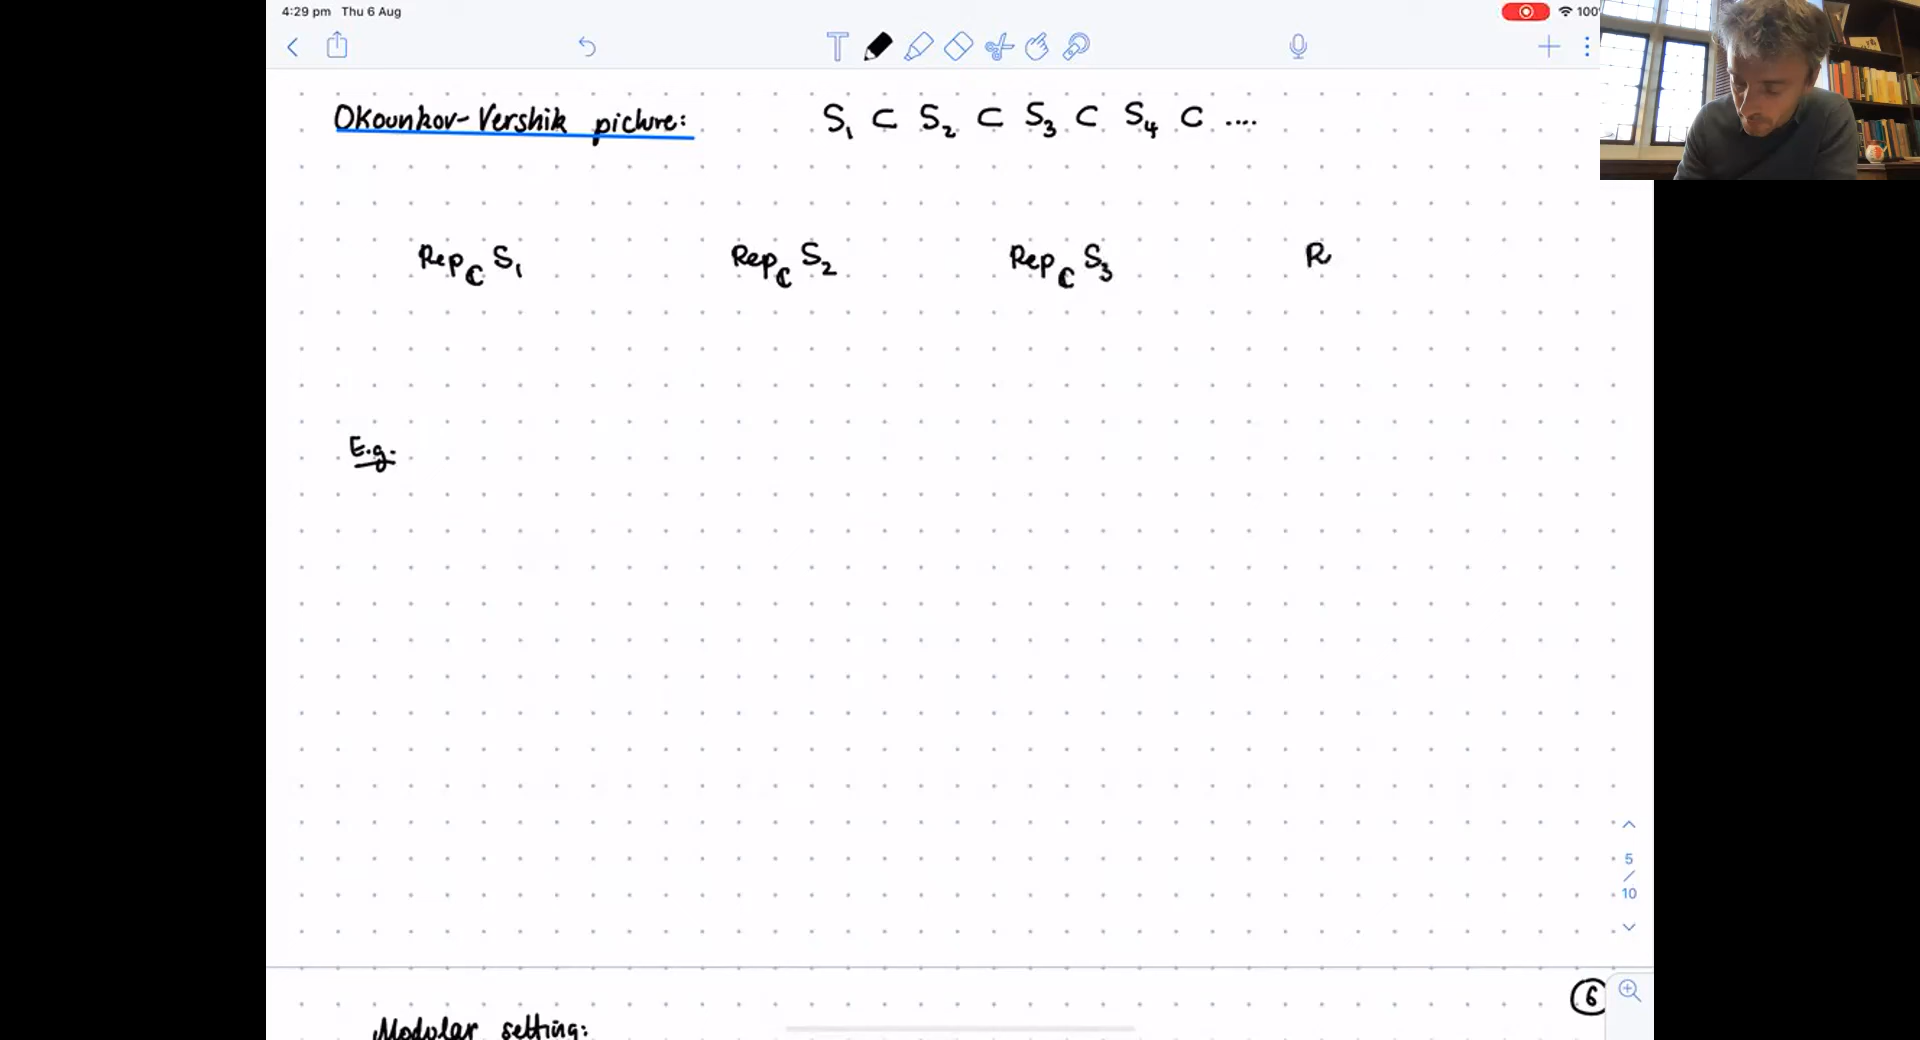 4:29 pm Thu 6 Aug
100
Okounkov-Vershik picture: S₁ ⊂ S₂ ⊂ S₃ ⊂ S₄ ⊂ ....
Rep_ℂ S₁ Rep_ℂ S₂ Rep_ℂ S₃ R
E.g.
5
/
10
6
Modular setting: